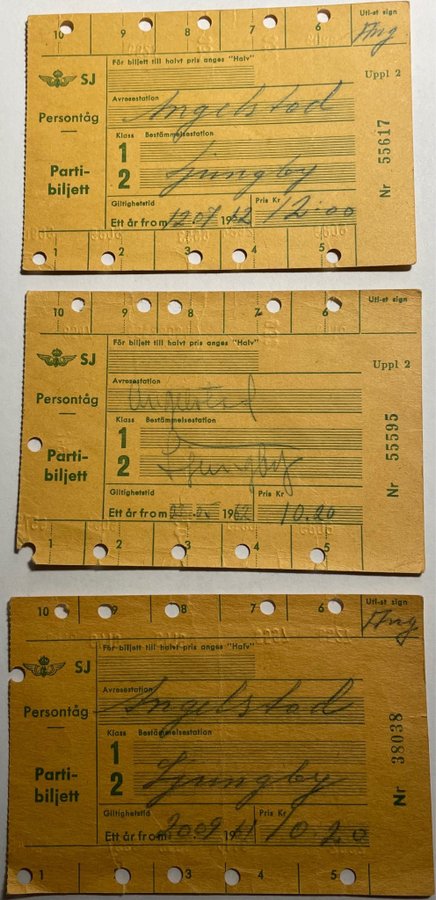 10 9 8 7 6 Utl-st sign
Ang
SJ För biljett till halvt pris anges "Halv"
Uppl 2
Persontåg
Avresestation
Angelstad
Klass Bestämmelsestation
Parti-
biljett
1
2
Ljungby
Giltighetstid Pris Kr
Ett år from 1207 1962 12:00
Nr 55617
1 2 3 4 5
10 9 8 7 6 Utl-st sign
SJ För biljett till halvt pris anges "Halv"
Uppl 2
Persontåg
Avresestation
Angelstad
Klass Bestämmelsestation
Parti-
biljett
1
2
Ljungby
Giltighetstid Pris Kr
Ett år from 1962 10.20
Nr 55595
1 2 3 4 5
10 9 8 7 6 Utl-st sign
Ang
SJ För biljett till halvt pris anges "Halv"
Persontåg
Avresestation
Angelstad
Klass Bestämmelsestation
Parti-
biljett
1
2
Ljungby
Giltighetstid Pris Kr
Ett år from 2009 1961 10.20
Nr 38038
1 2 3 4 5